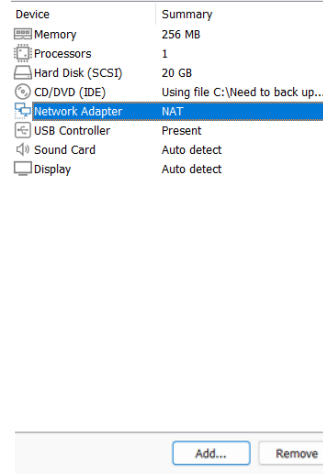 Device Summary
Memory 256 MB
Processors 1
Hard Disk (SCSI) 20 GB
CD/DVD (IDE) Using file C:\Need to back up...
Network Adapter NAT
USB Controller Present
Sound Card Auto detect
Display Auto detect
Add... Remove